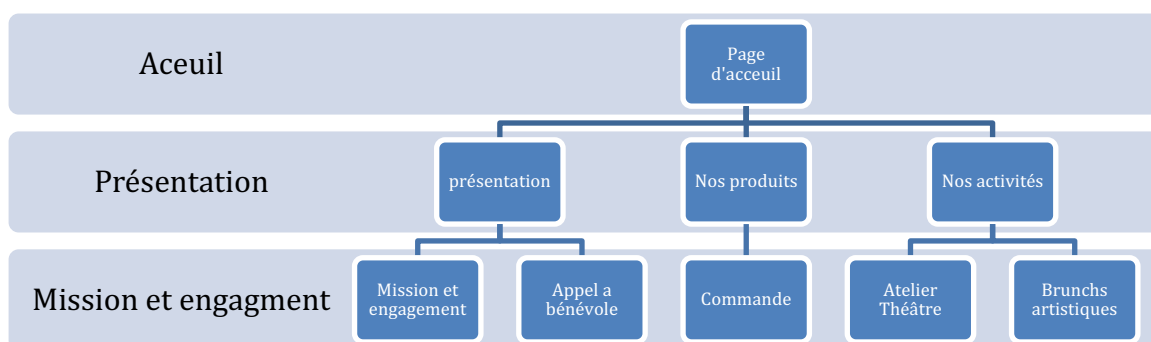 Aceuil
Page
d'acceuil
Présentation
présentation
Nos produits
Nos activités
Mission et engagment
Mission et
engagement
Appel a
bénévole
Commande
Atelier
Théâtre
Brunchs
artistiques